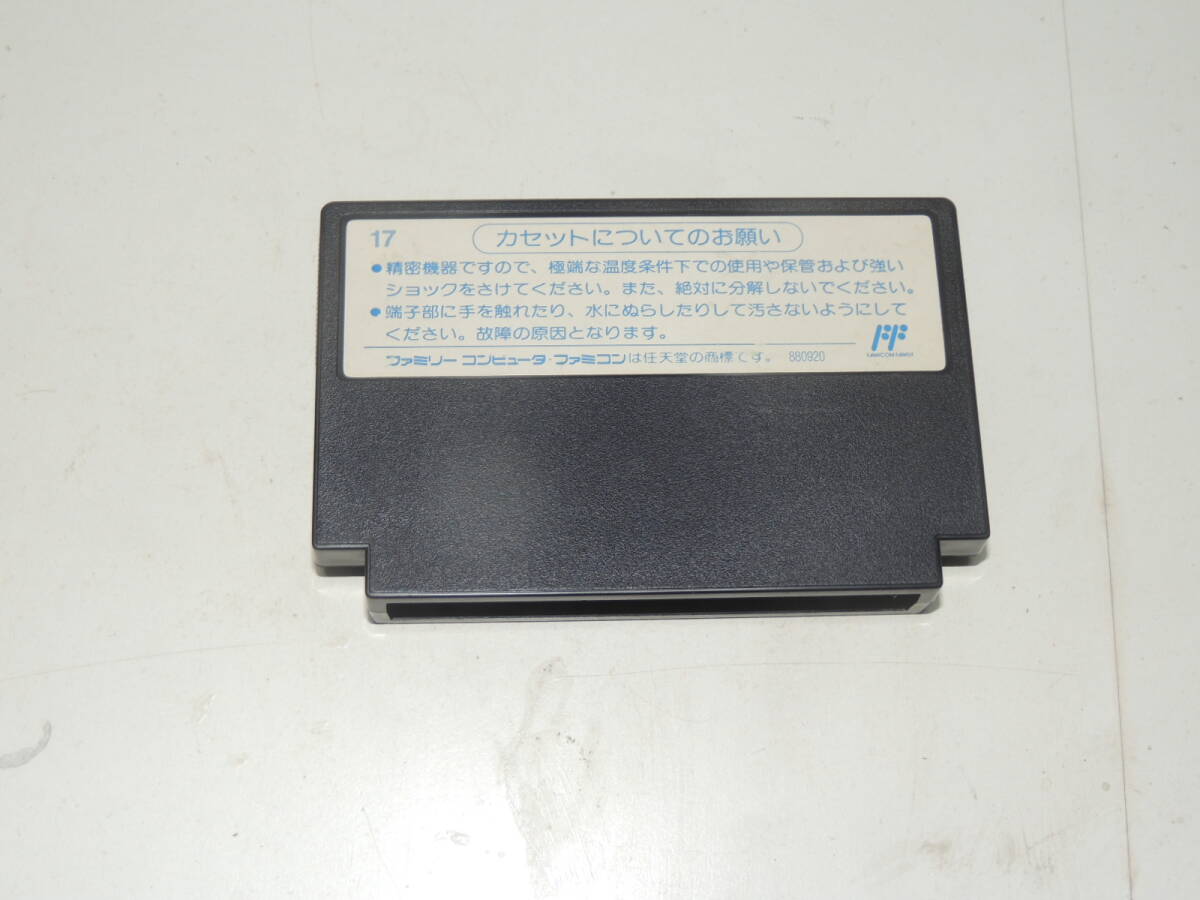 17
カセットについてのお願い
●精密機器ですので、極端な温度条件下での使用や保管および強い
ショックをさけてください。また、絶対に分解しないでください。
●端子部に手を触れたり、水にぬらしたりして汚さないようにして
ください。故障の原因となります。
FF
ファミリーコンピュータ・ファミコンは任天堂の商標です。 880920